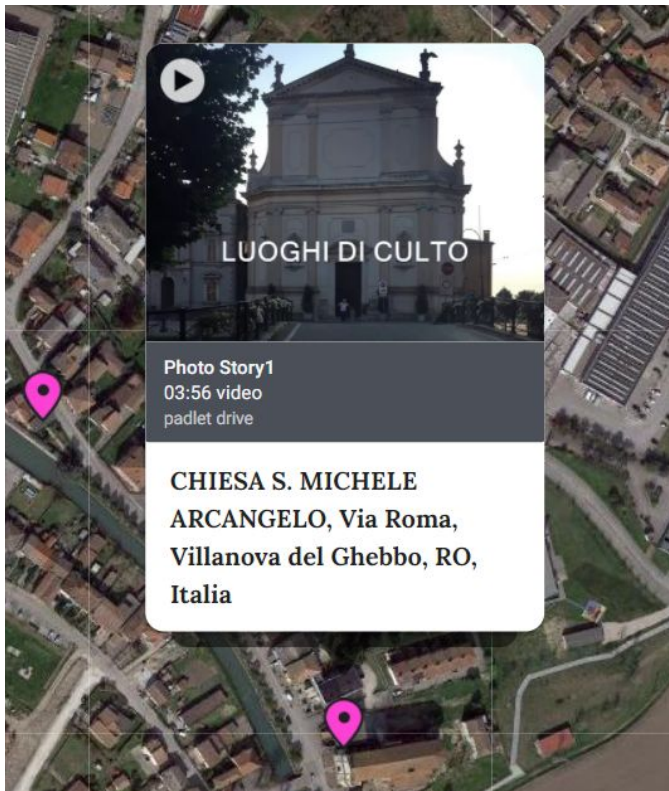 LUOGHI DI CULTO
Photo Story1
03:56 video
padlet drive
CHIESA S. MICHELE
ARCANGELO, Via Roma,
Villanova del Ghebbo, RO,
Italia